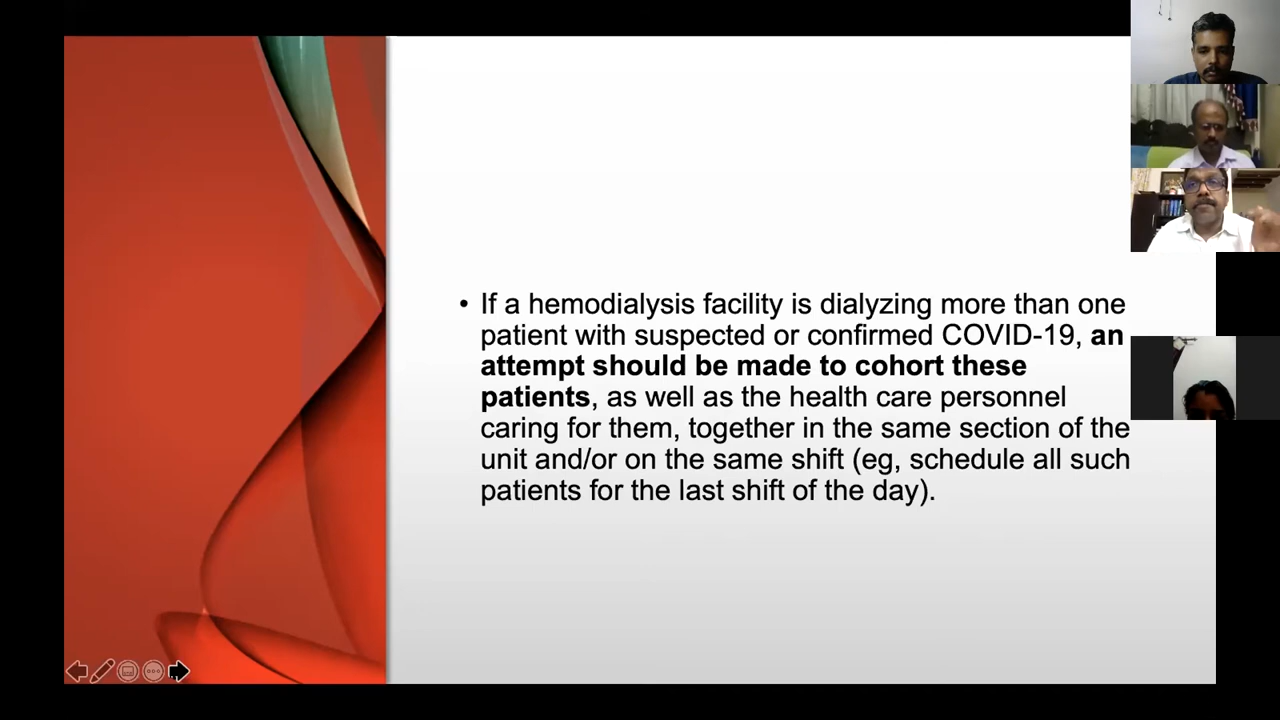 • If a hemodialysis facility is dialyzing more than one
patient with suspected or confirmed COVID-19, an
attempt should be made to cohort these
patients, as well as the health care personnel
caring for them, together in the same section of the
unit and/or on the same shift (eg, schedule all such
patients for the last shift of the day).